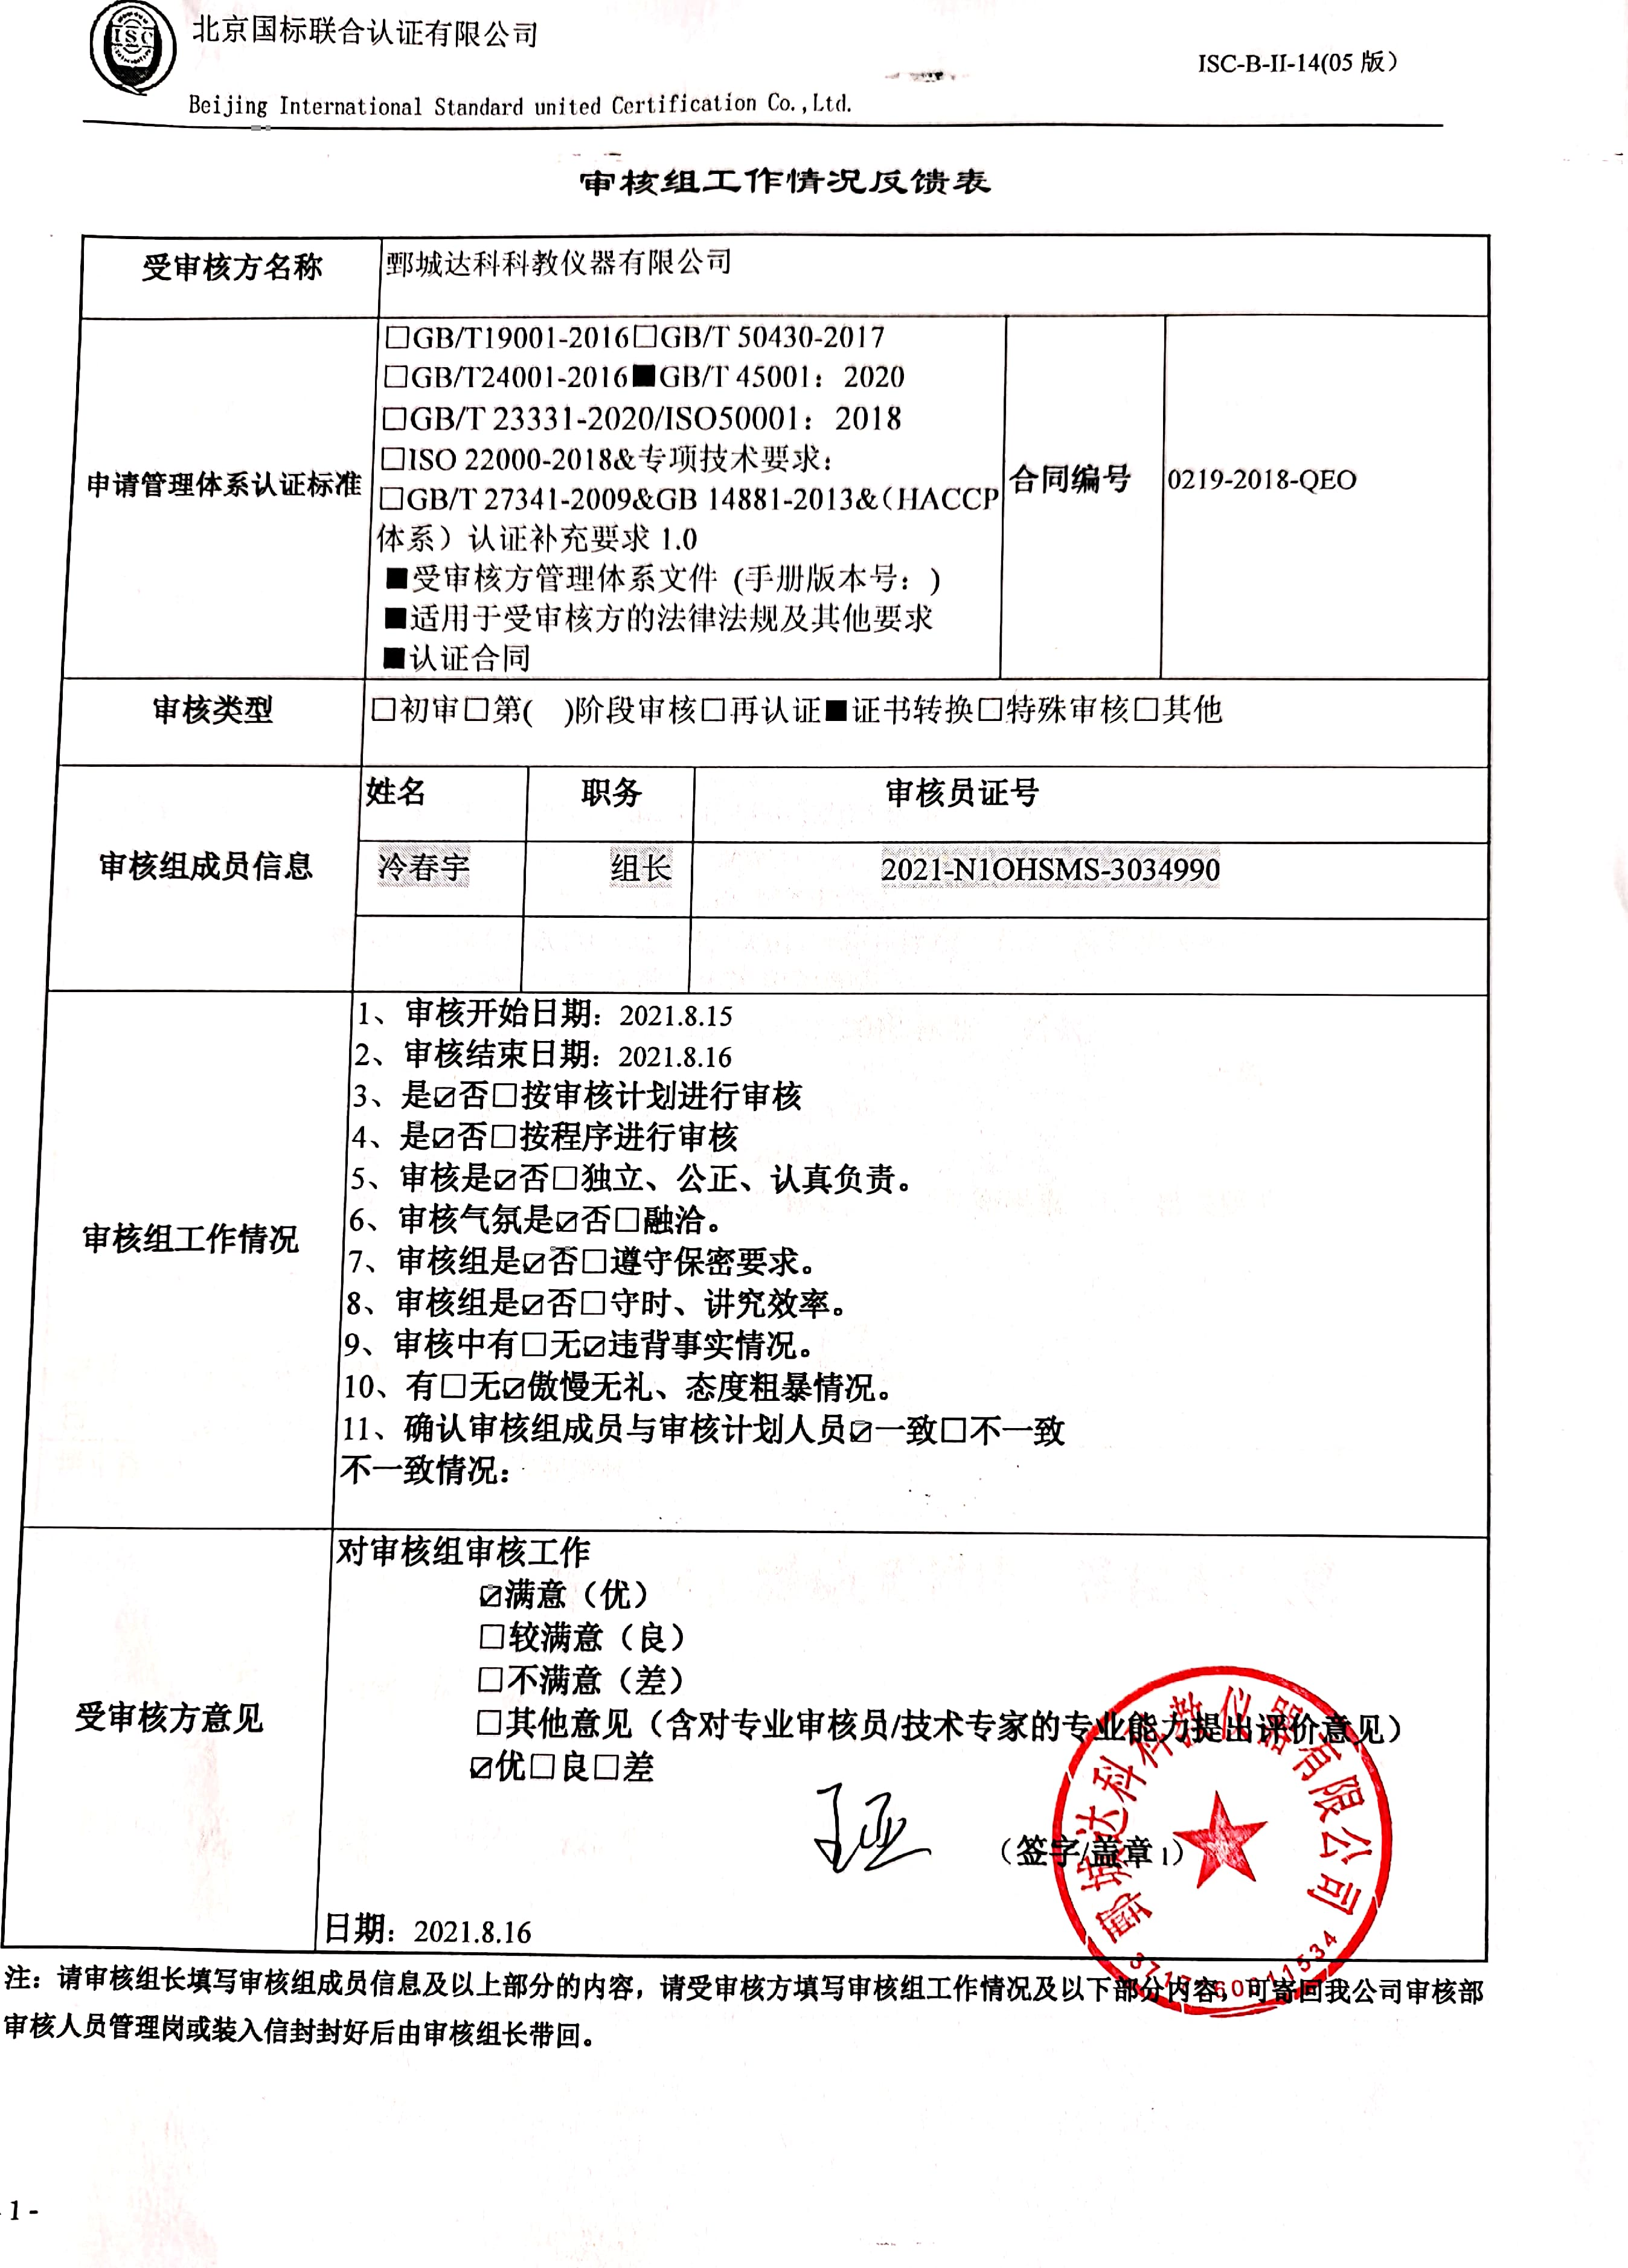 北京国标联合认证有限公司
ISC-B-II-14(05 版)
Beijing International Standard united Certification Co.,Ltd.
审核组工作情况反馈表
受审核方名称
鄄城达科科教仪器有限公司
申请管理体系认证标准
□GB/T19001-2016□GB/T 50430-2017
□GB/T24001-2016■GB/T 45001：2020
□GB/T 23331-2020/ISO50001：2018
□ISO 22000-2018&专项技术要求：
□GB/T 27341-2009&GB 14881-2013&（HACCP
体系）认证补充要求 1.0
■受审核方管理体系文件 (手册版本号：)
■适用于受审核方的法律法规及其他要求
■认证合同
合同编号
0219-2018-QEO
审核类型
□初审□第( )阶段审核□再认证■证书转换□特殊审核□其他
审核组成员信息
姓名 职务 审核员证号
冷春宇 组长 2021-N1OHSMS-3034990
审核组工作情况
1、审核开始日期：2021.8.15
2、审核结束日期：2021.8.16
3、是☑否□按审核计划进行审核
4、是☑否□按程序进行审核
5、审核是☑否□独立、公正、认真负责。
6、审核气氛是☑否□融洽。
7、审核组是☑否□遵守保密要求。
8、审核组是☑否□守时、讲究效率。
9、审核中有□无☑违背事实情况。
10、有□无☑傲慢无礼、态度粗暴情况。
11、确认审核组成员与审核计划人员☑一致□不一致
不一致情况：
受审核方意见
对审核组审核工作
☑满意（优）
□较满意（良）
□不满意（差）
□其他意见（含对专业审核员/技术专家的专业能力提出评价意见）
☑优□良□差
（签字/盖章）
鄄城达科科教仪器有限公司
日期：2021.8.16
注：请审核组长填写审核组成员信息及以上部分的内容，请受审核方填写审核组工作情况及以下部分内容，可寄回我公司审核部
审核人员管理岗或装入信封封好后由审核组长带回。
1 -